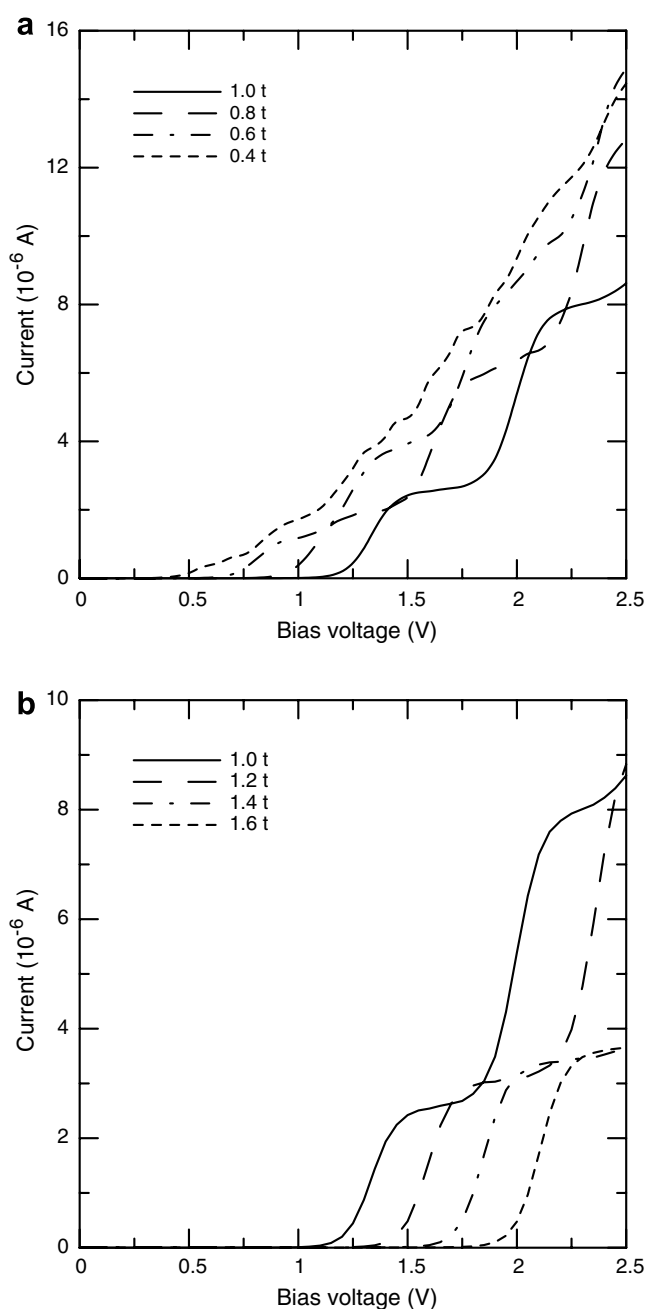 a
16
12
8
4
0
Current (10-6 A)
1.0 t
0.8 t
0.6 t
0.4 t
0 0.5 1 1.5 2 2.5
Bias voltage (V)
b
10
8
6
4
2
0
Current (10-6 A)
1.0 t
1.2 t
1.4 t
1.6 t
0 0.5 1 1.5 2 2.5
Bias voltage (V)